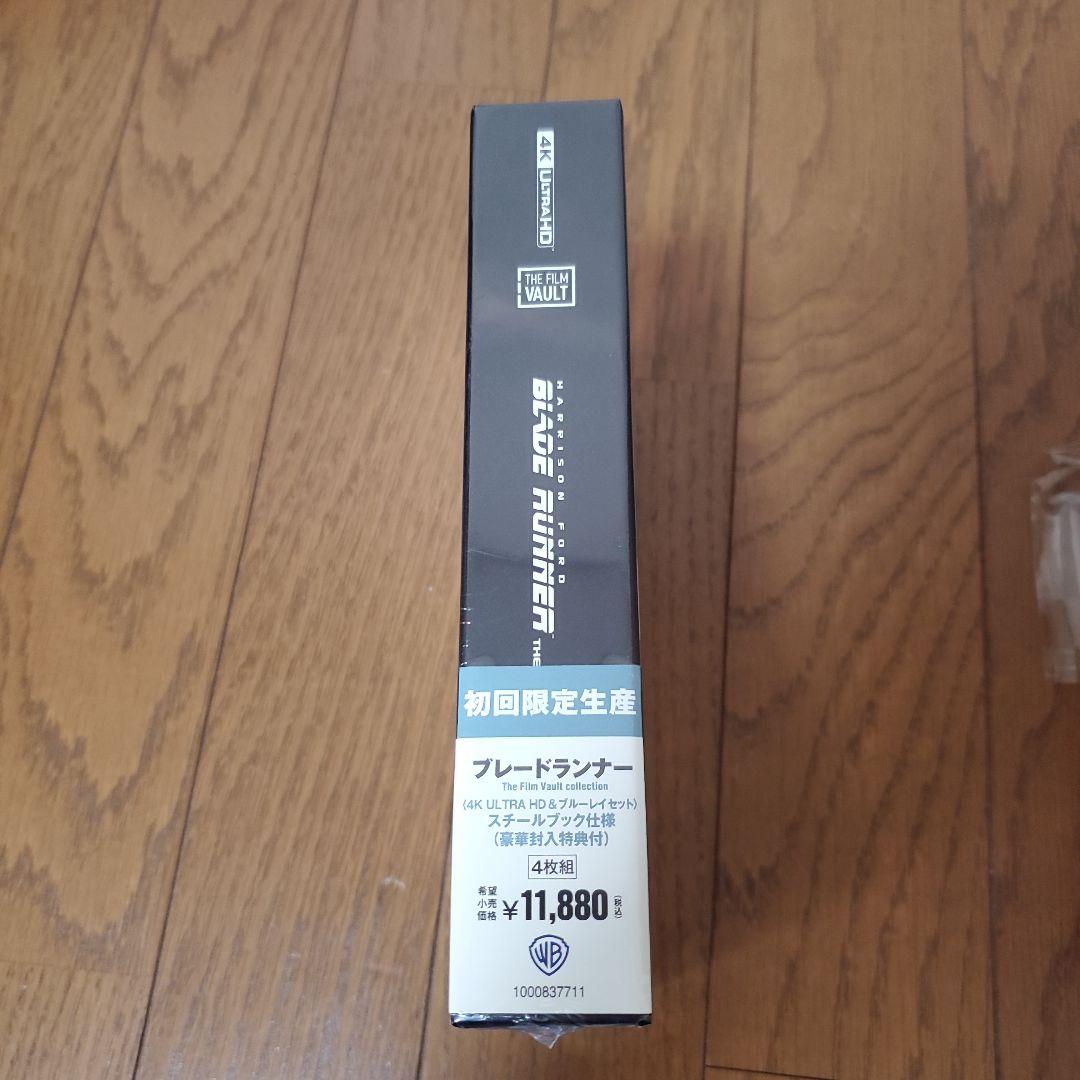 4K ULTRAHD™
THE FILM
VAULT
HARRISON FORD
BLADE RUNNER™
THE
初回限定生産
ブレードランナー
The Film Vault collection
〈4K ULTRA HD&ブルーレイセット〉
スチールブック仕様
(豪華封入特典付)
4枚組
希望
小売
価格
¥11,880(税込)
WB
1000837711